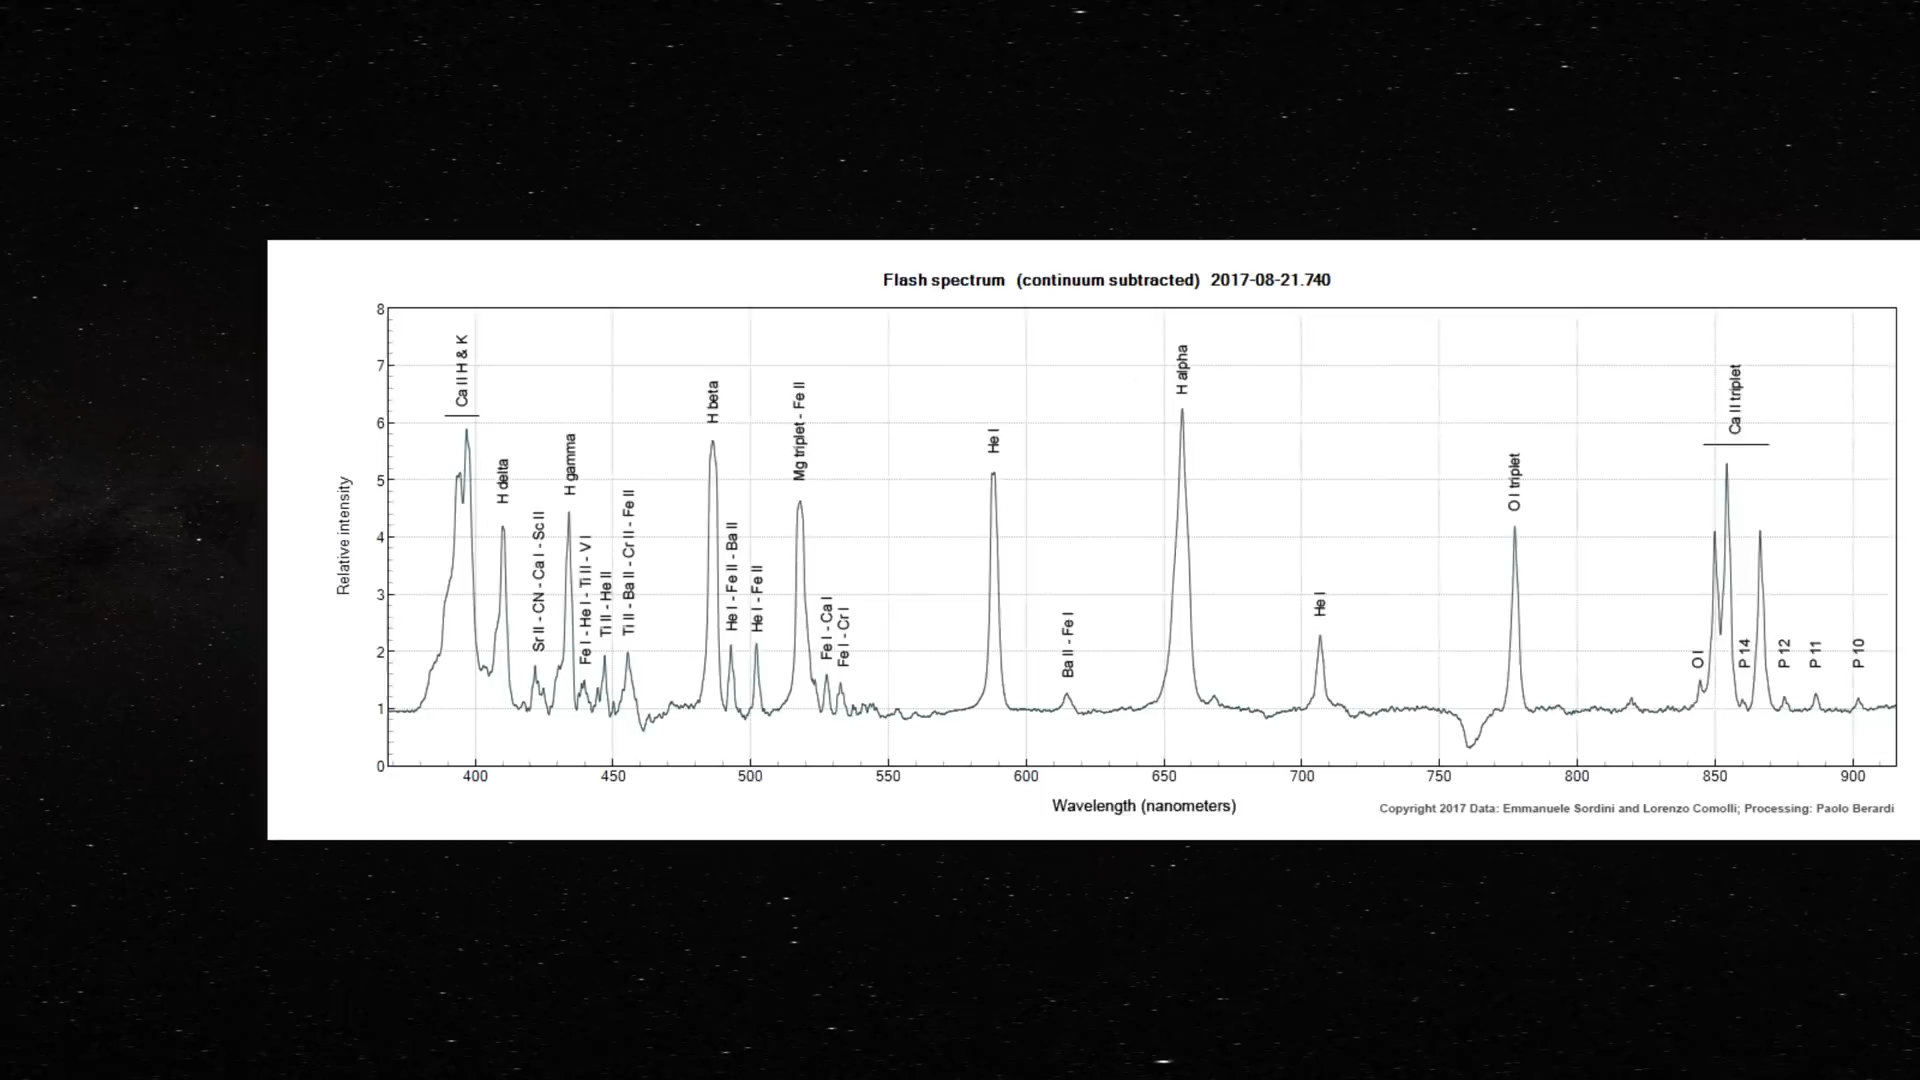 Flash spectrum (continuum subtracted) 2017-08-21.740
Relative intensity
8
7
6
5
4
3
2
1
0
Ca II H & K
H delta
Sr II - CN - Ca I - Sc II
H gamma
Fe I - He I - Ti II - V I
Ti II - He II
Ti II - Ba II - Cr II - Fe II
H beta
He I - Fe II - Ba II
He I - Fe II
Mg triplet - Fe II
Fe I - Ca I
Fe I - Cr I
He I
Ba II - Fe I
H alpha
He I
O I triplet
O I
Ca II triplet
P 14
P 12
P 11
P 10
400 450 500 550 600 650 700 750 800 850 900
Wavelength (nanometers)
Copyright 2017 Data: Emmanuele Sordini and Lorenzo Comolli; Processing: Paolo Berardi